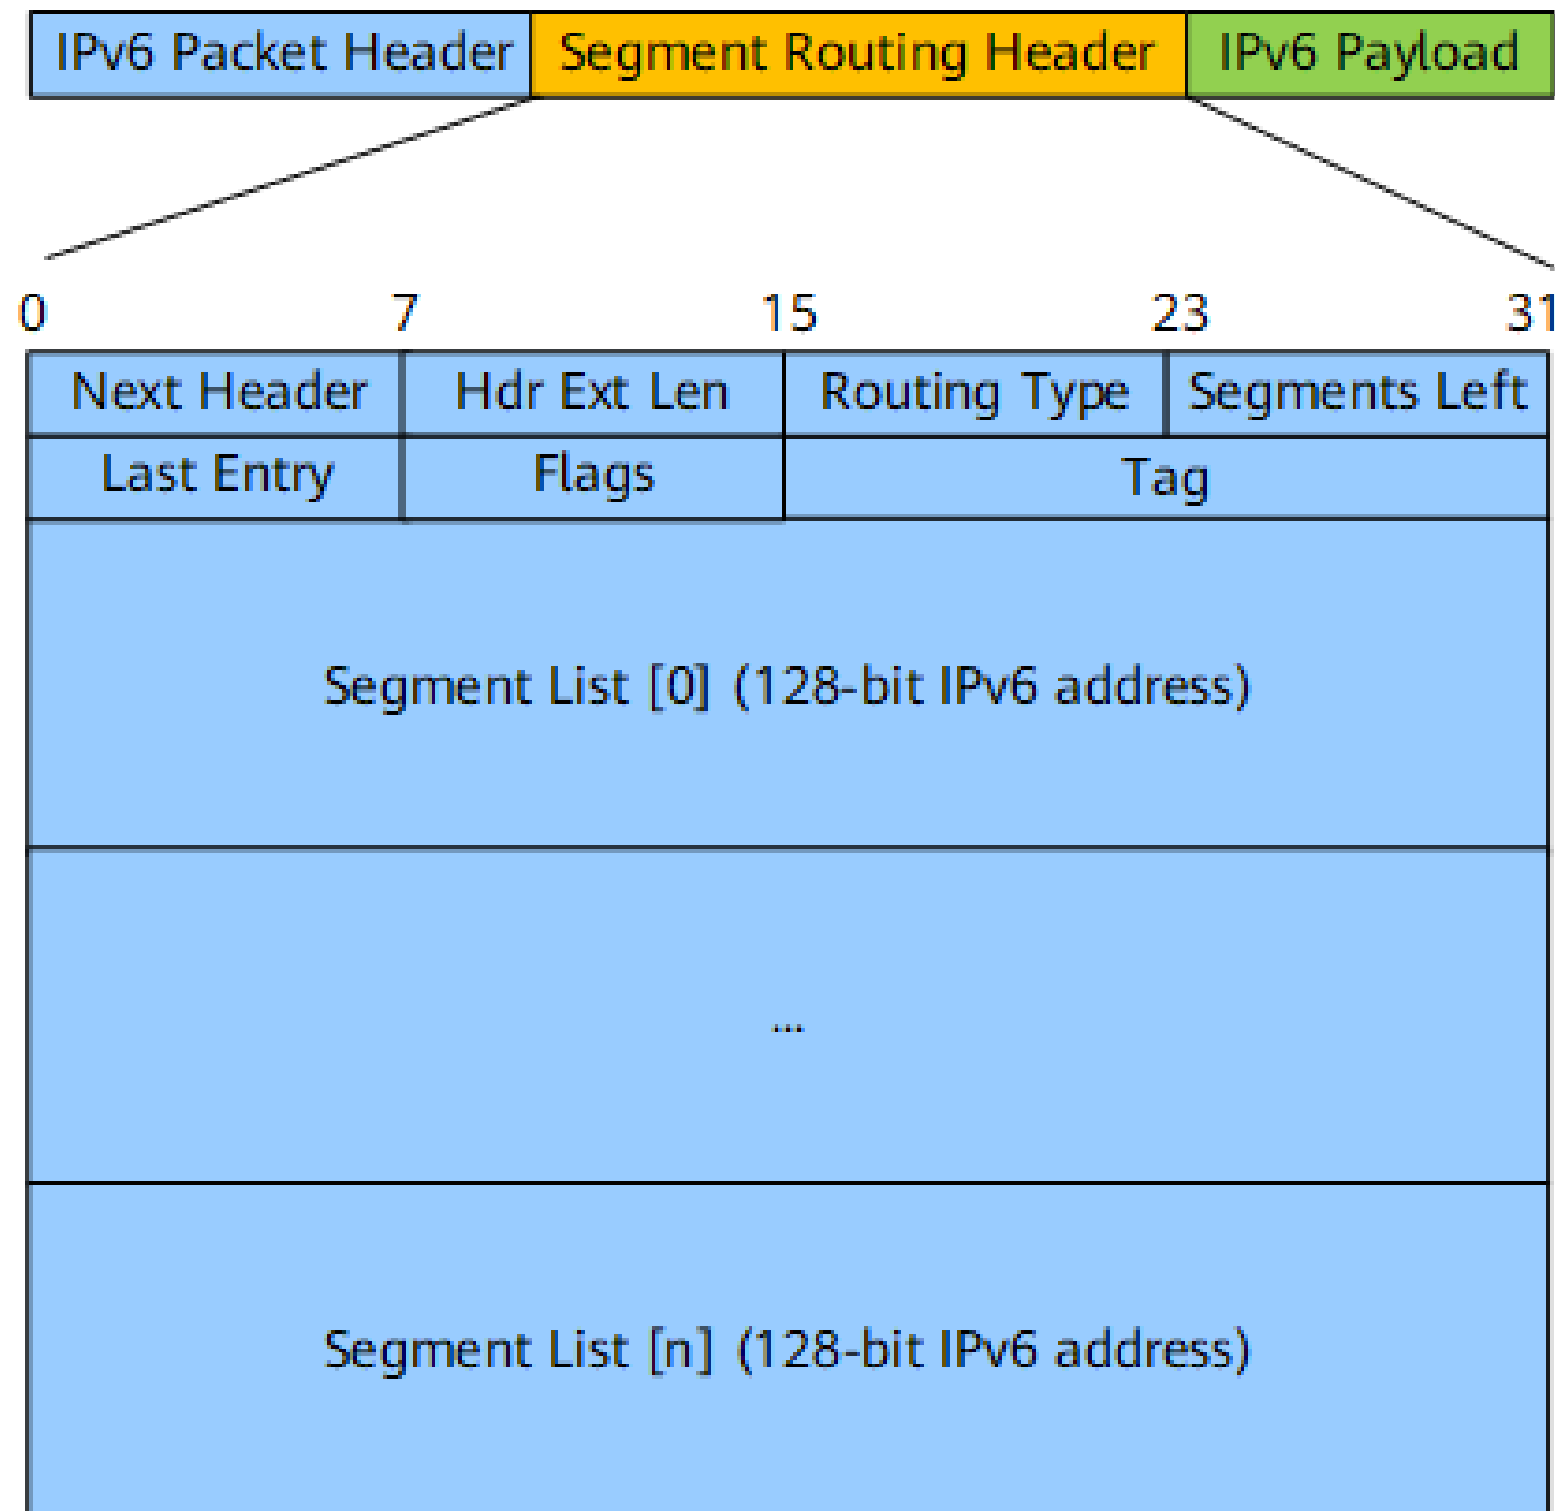 IPv6 Packet Header Segment Routing Header IPv6 Payload
0 7 15 23 31
Next Header Hdr Ext Len Routing Type Segments Left
Last Entry Flags Tag
Segment List [0] (128-bit IPv6 address)
...
Segment List [n] (128-bit IPv6 address)